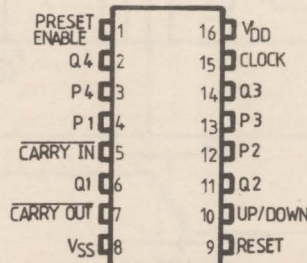 PRESET
ENABLE 1 16 VDD
Q4 2 15 CLOCK
P4 3 14 Q3
P1 4 13 P3
CARRY IN 5 12 P2
Q1 6 11 Q2
CARRY OUT 7 10 UP/DOWN
VSS 8 9 RESET